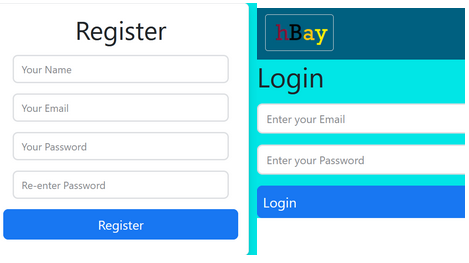 Register
Your Name
Your Email
Your Password
Re-enter Password
Register
hBay
Login
Enter your Email
Enter your Password
Login